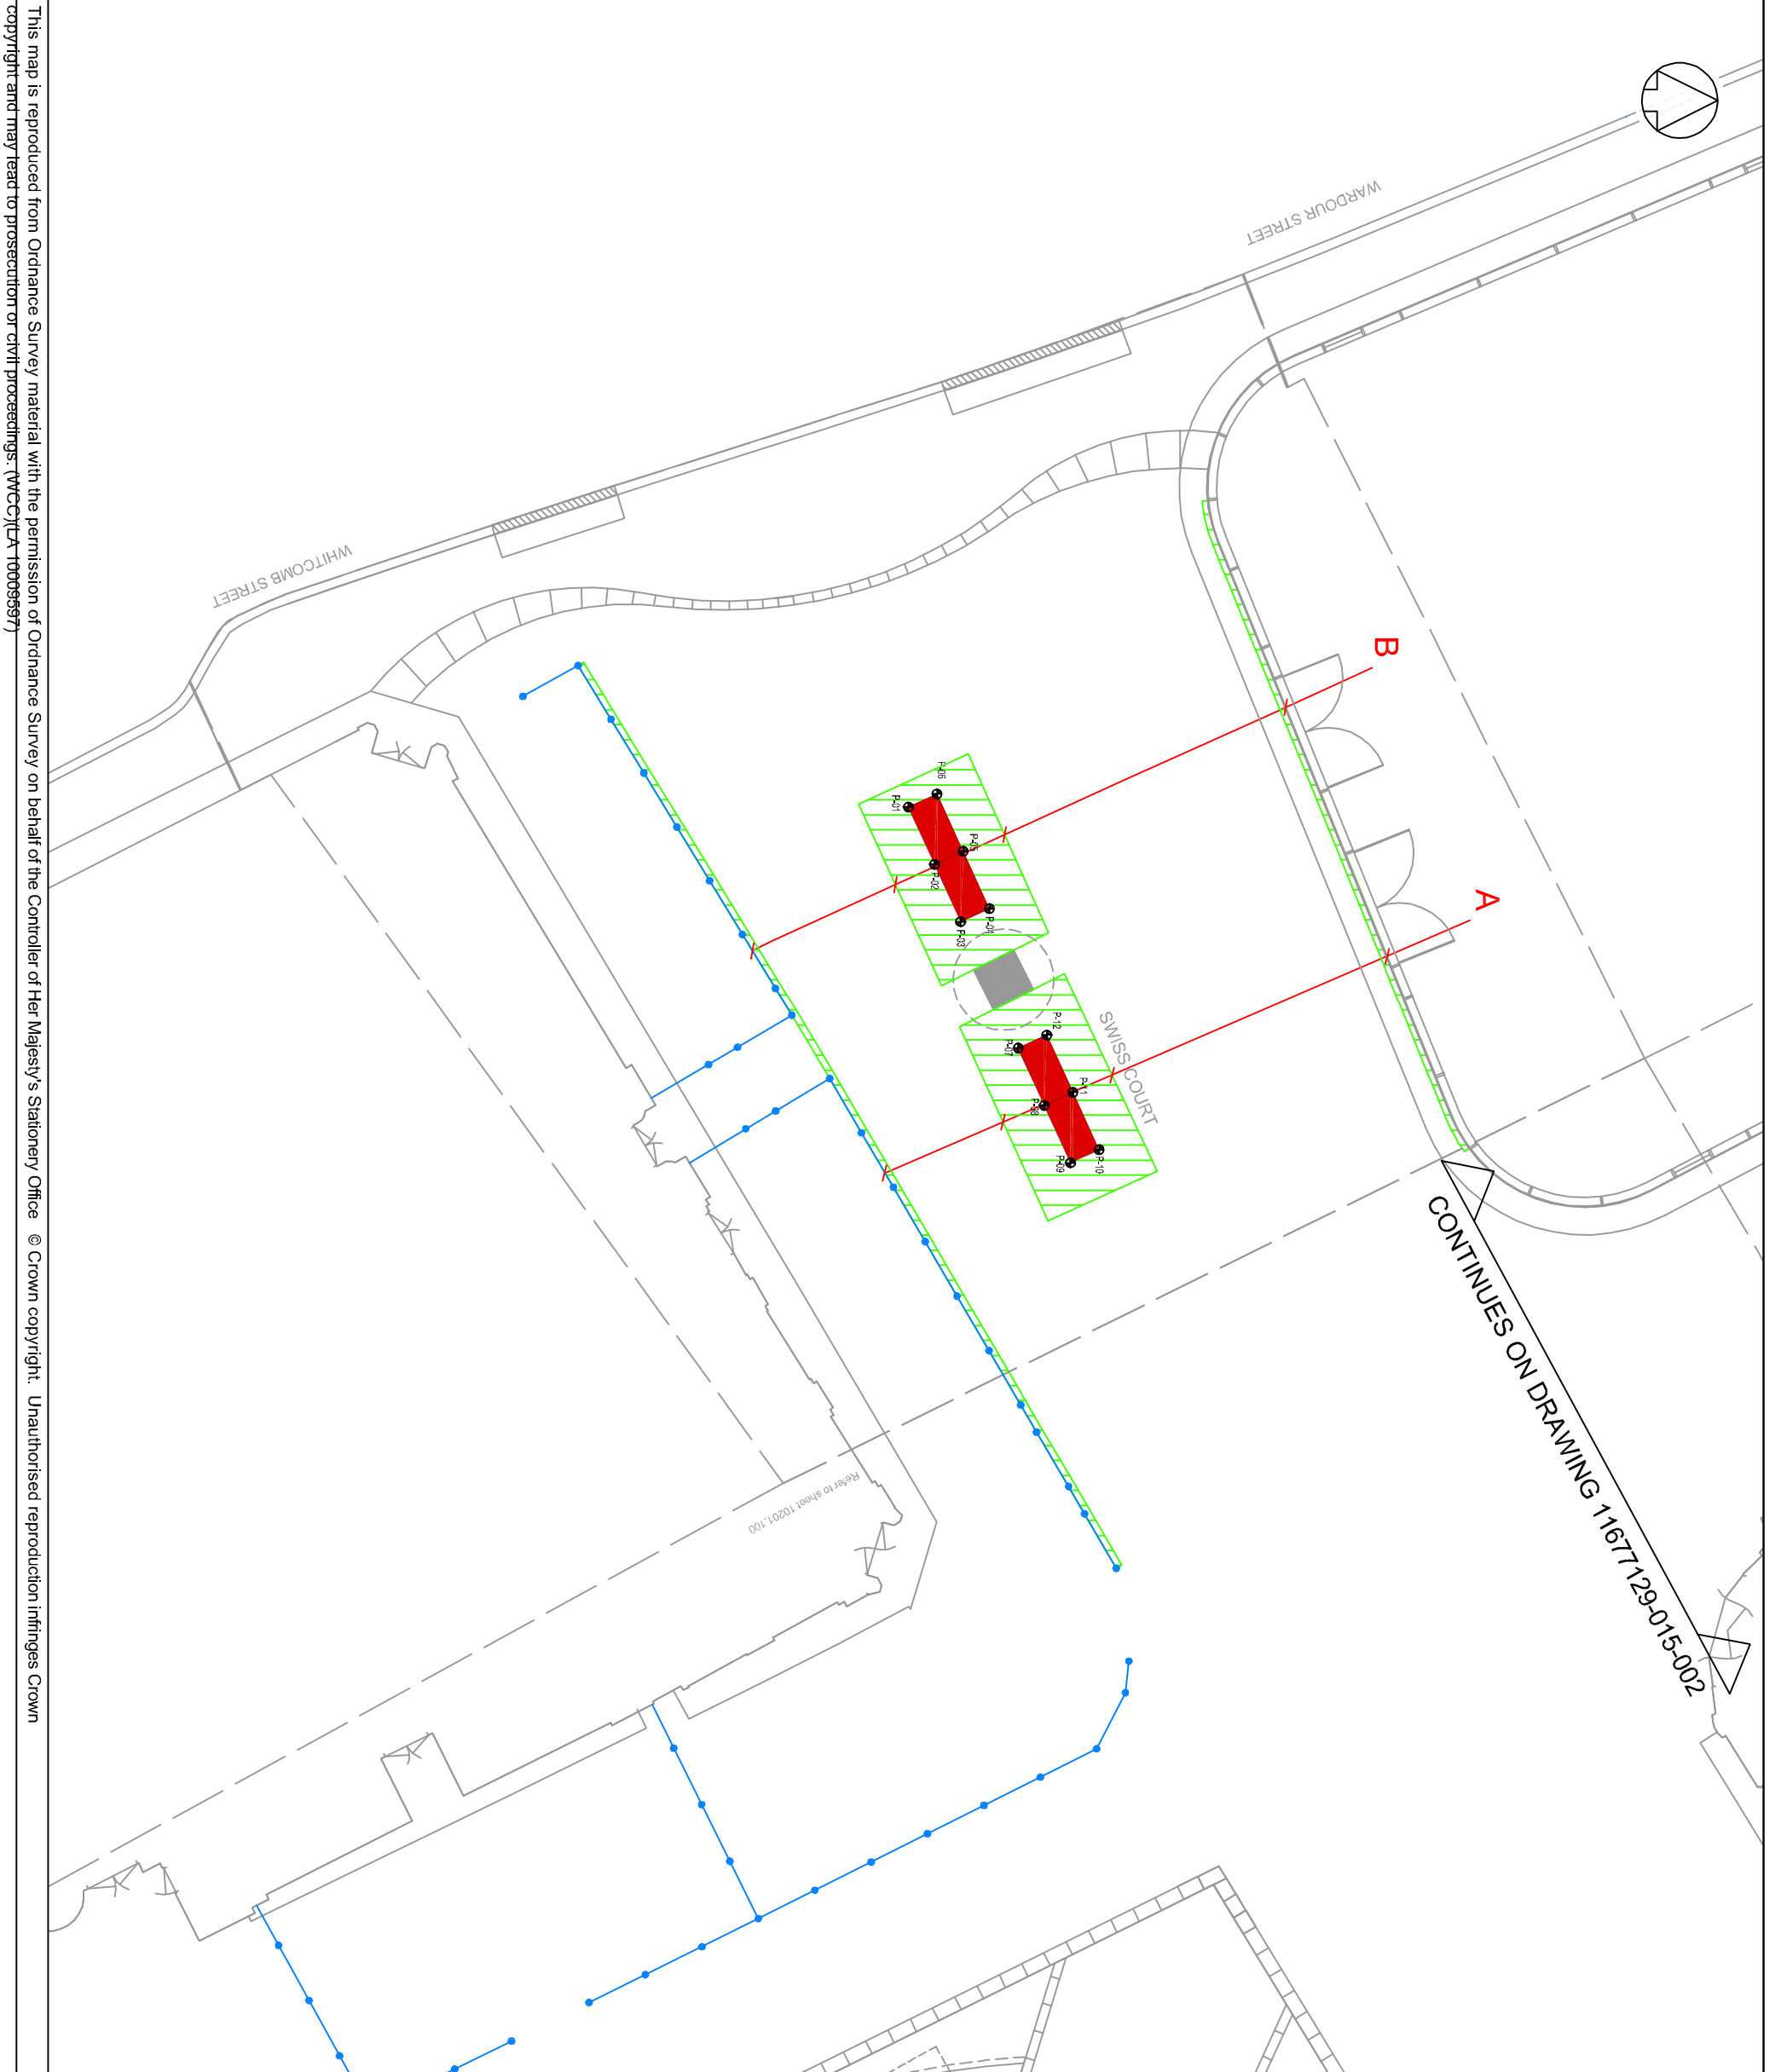 WARDOUR STREET
WHITCOMB STREET
B
A
P-06
P-01
P-05
P-02
P-04
P-03
SWISS COURT
P-12
P-07
P-11
P-08
P-10
P-09
CONTINUES ON DRAWING 11677129-015-002
Refer to sheet 10201.100
This map is reproduced from Ordnance Survey material with the permission of Ordnance Survey on behalf of the Controller of Her Majesty's Stationery Office © Crown copyright. Unauthorised reproduction infringes Crown
copyright and may lead to prosecution or civil proceedings. (WCC)(LA 10009597)